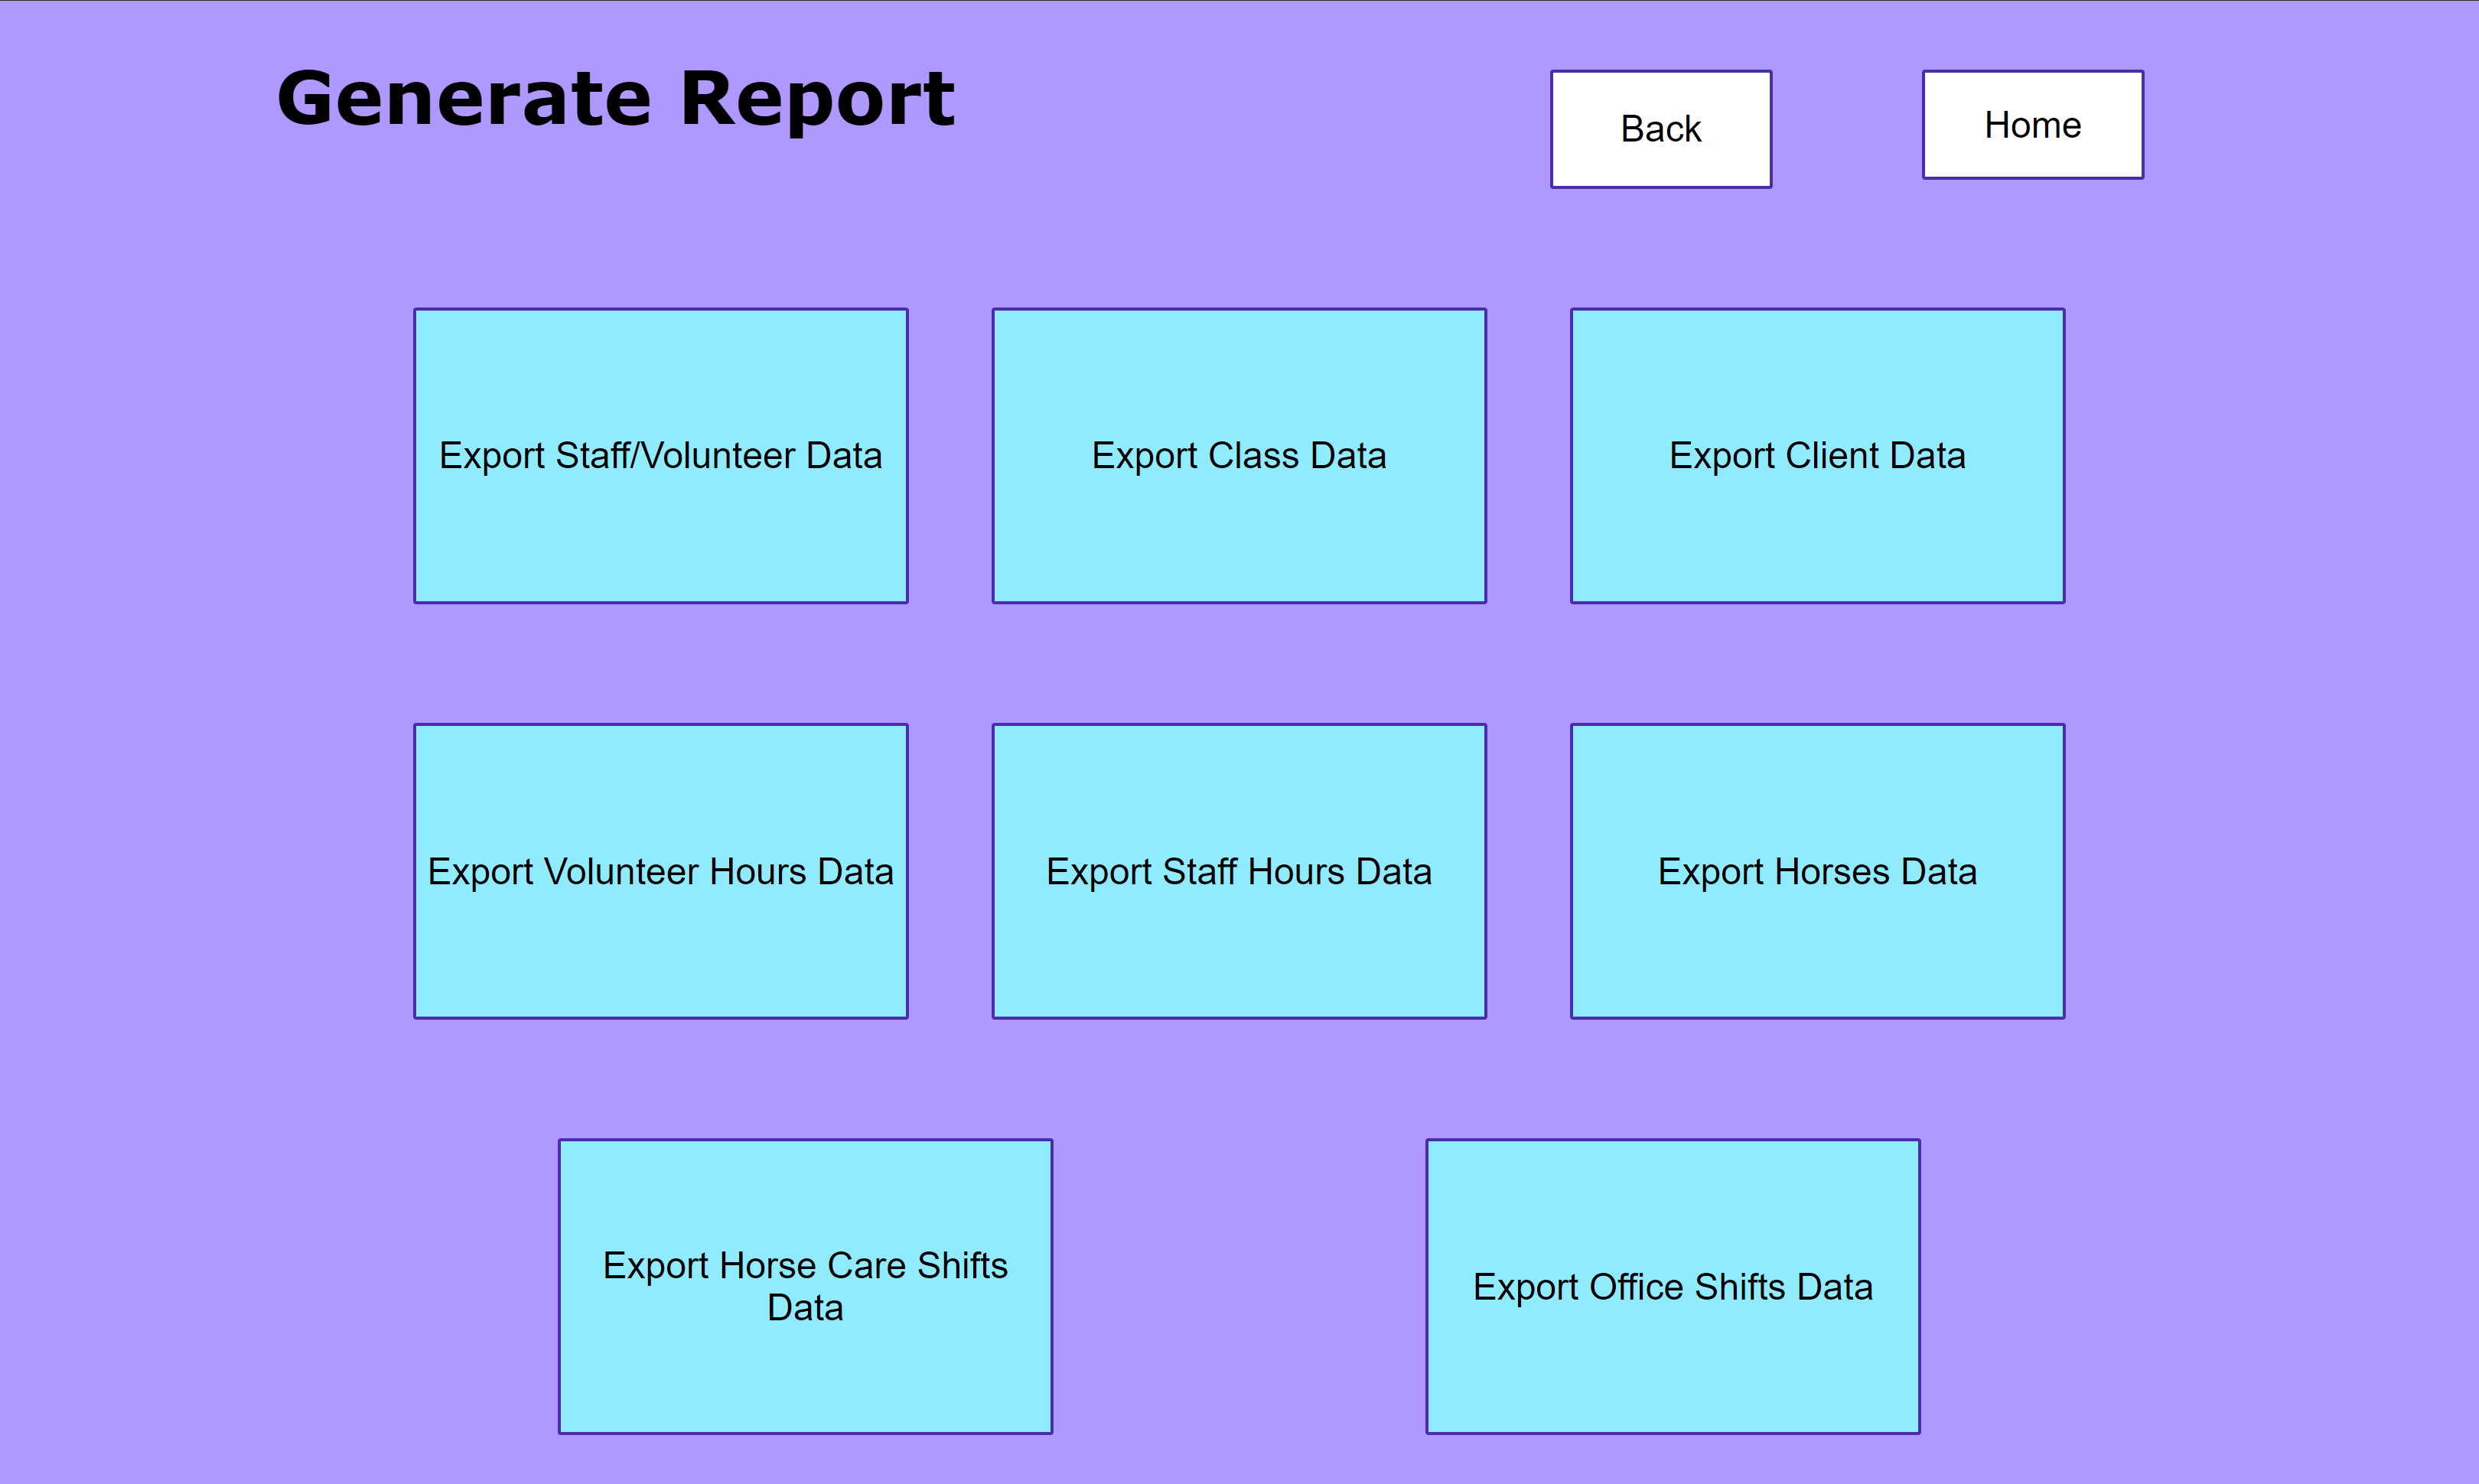 Generate Report
Back
Home
Export Staff/Volunteer Data
Export Class Data
Export Client Data
Export Volunteer Hours Data
Export Staff Hours Data
Export Horses Data
Export Horse Care Shifts
Data
Export Office Shifts Data